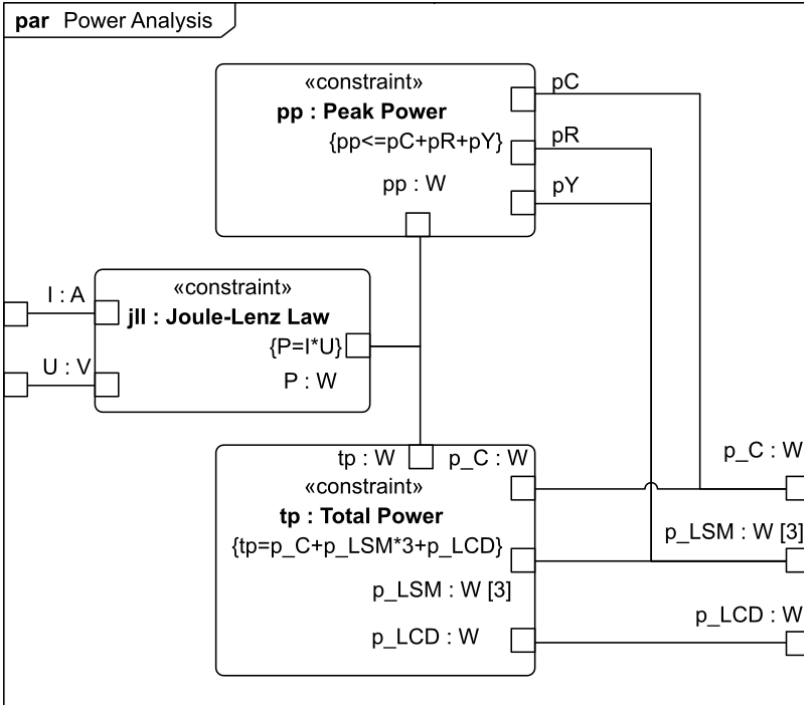 par Power Analysis
«constraint»
pp : Peak Power
{pp<=pC+pR+pY}
pp : W
pC
pR
pY
I : A
U : V
«constraint»
jll : Joule-Lenz Law
{P=I*U}
P : W
tp : W
p_C : W
«constraint»
tp : Total Power
{tp=p_C+p_LSM*3+p_LCD}
p_LSM : W [3]
p_LCD : W
p_C : W
p_LSM : W [3]
p_LCD : W